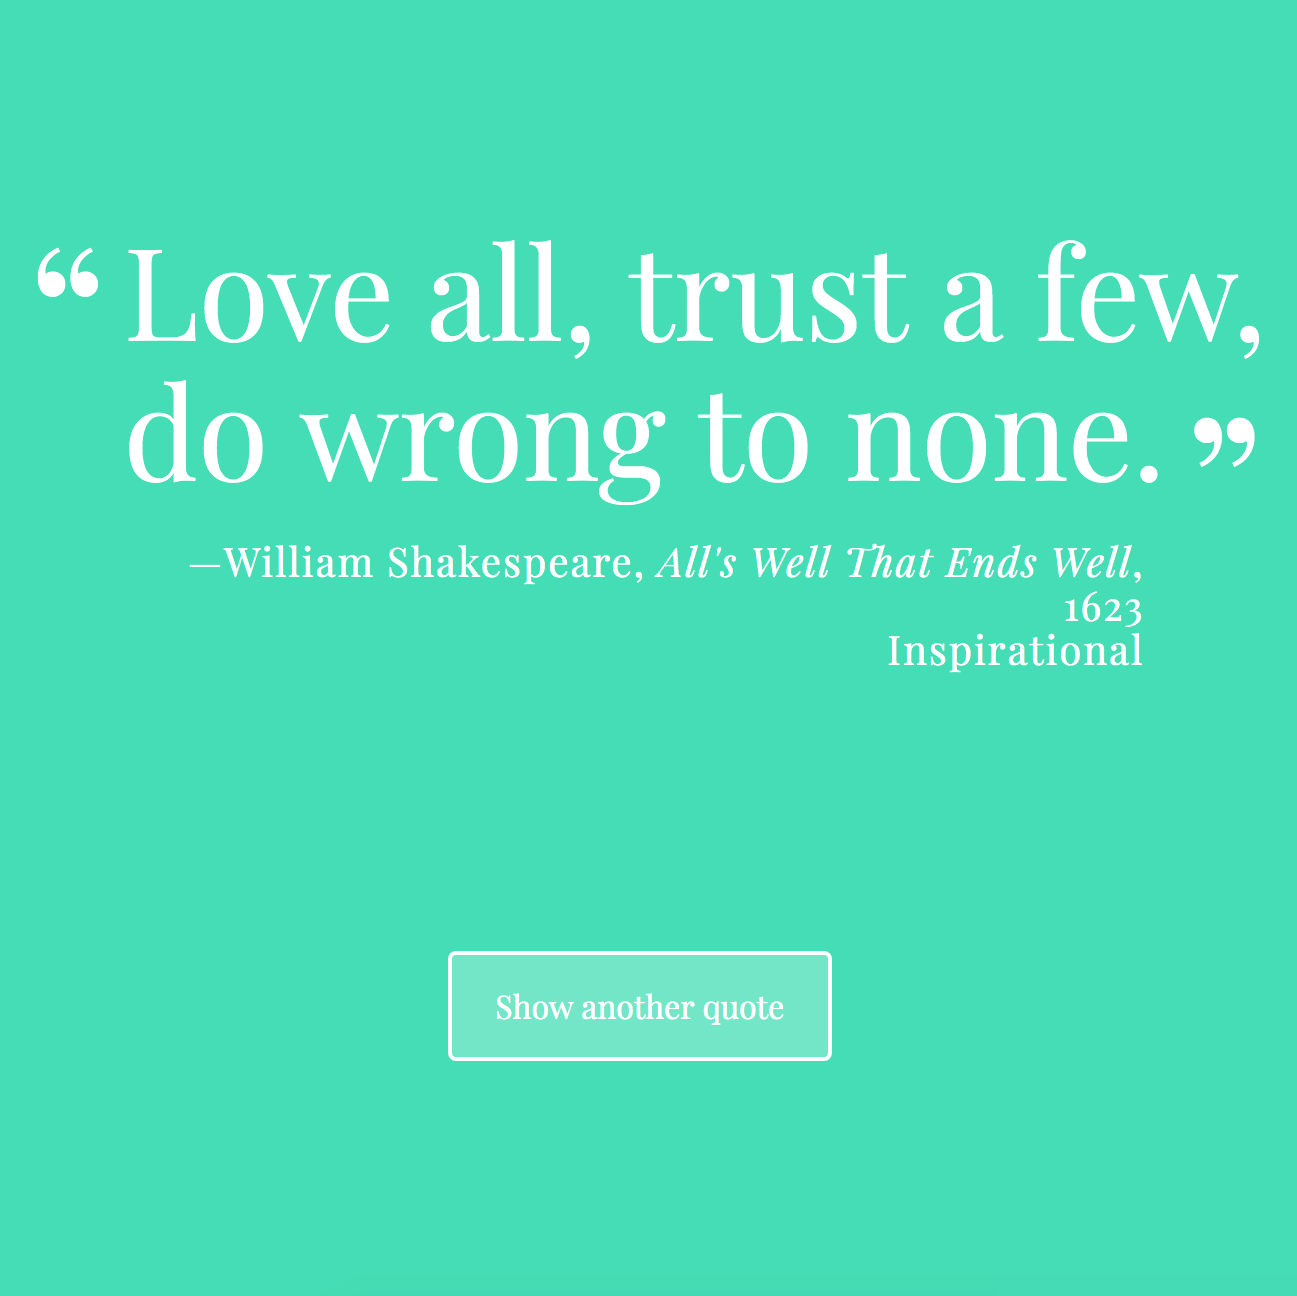 “Love all, trust a few,
do wrong to none.”
—William Shakespeare, All's Well That Ends Well,
1623
Inspirational
Show another quote